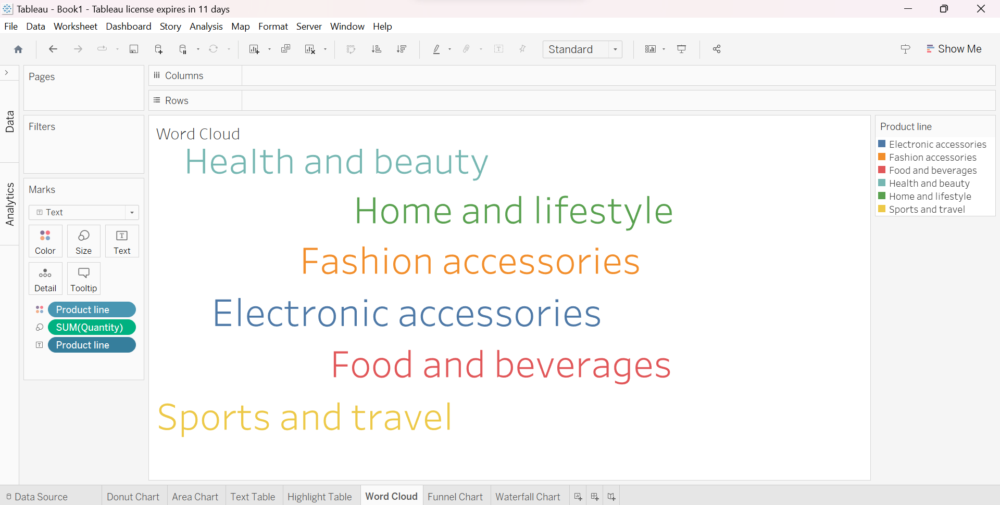 Tableau - Book1 - Tableau license expires in 11 days
File Data Worksheet Dashboard Story Analysis Map Format Server Window Help
Standard
Show Me
Data
Analytics
Pages
Filters
Marks
T Text
Color Size T Text
Detail Tooltip
Product line
SUM(Quantity)
T Product line
iii Columns
Rows
Word Cloud
Health and beauty
Home and lifestyle
Fashion accessories
Electronic accessories
Food and beverages
Sports and travel
Product line
Electronic accessories
Fashion accessories
Food and beverages
Health and beauty
Home and lifestyle
Sports and travel
Data Source Donut Chart Area Chart Text Table Highlight Table Word Cloud Funnel Chart Waterfall Chart